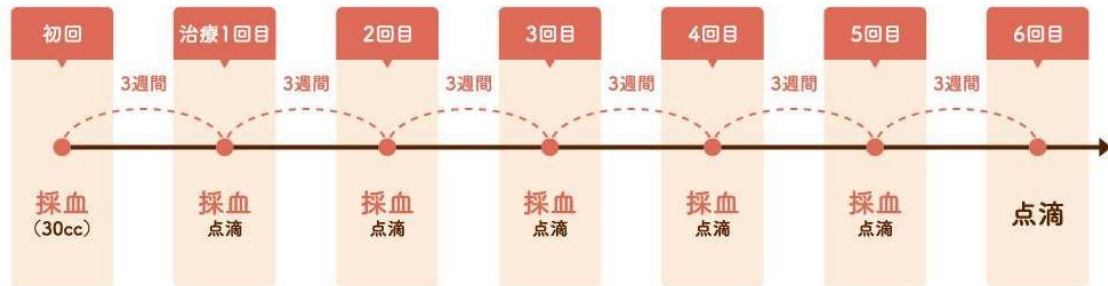 初回
治療1回目
2回目
3回目
4回目
5回目
6回目
3週間
3週間
3週間
3週間
3週間
3週間
採血
（30cc）
採血
点滴
採血
点滴
採血
点滴
採血
点滴
採血
点滴
点滴